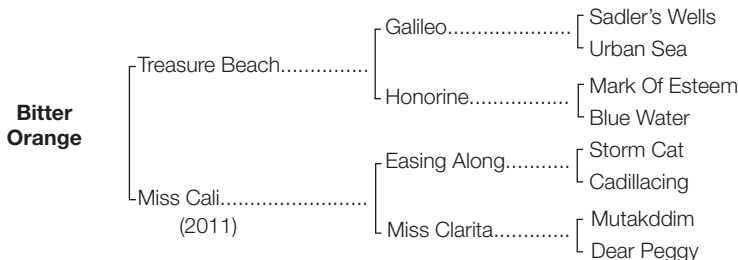 Sadler's Wells
Galileo......................
Urban Sea
Treasure Beach...............
Mark Of Esteem
Honorine..................
Blue Water
Bitter
Orange
Storm Cat
Easing Along...........
Cadillacing
Miss Cali.........................
(2011)
Mutakddim
Miss Clarita.............
Dear Peggy